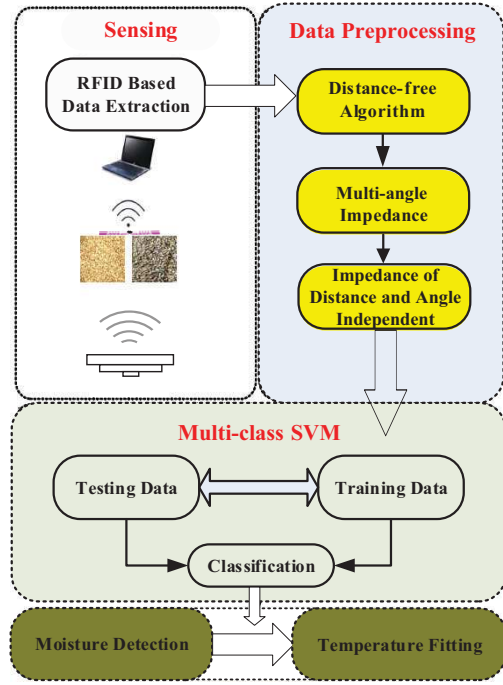 Sensing
RFID Based
Data Extraction
Data Preprocessing
Distance-free
Algorithm
Multi-angle
Impedance
Impedance of
Distance and Angle
Independent
Multi-class SVM
Testing Data
Training Data
Classification
Moisture Detection
Temperature Fitting